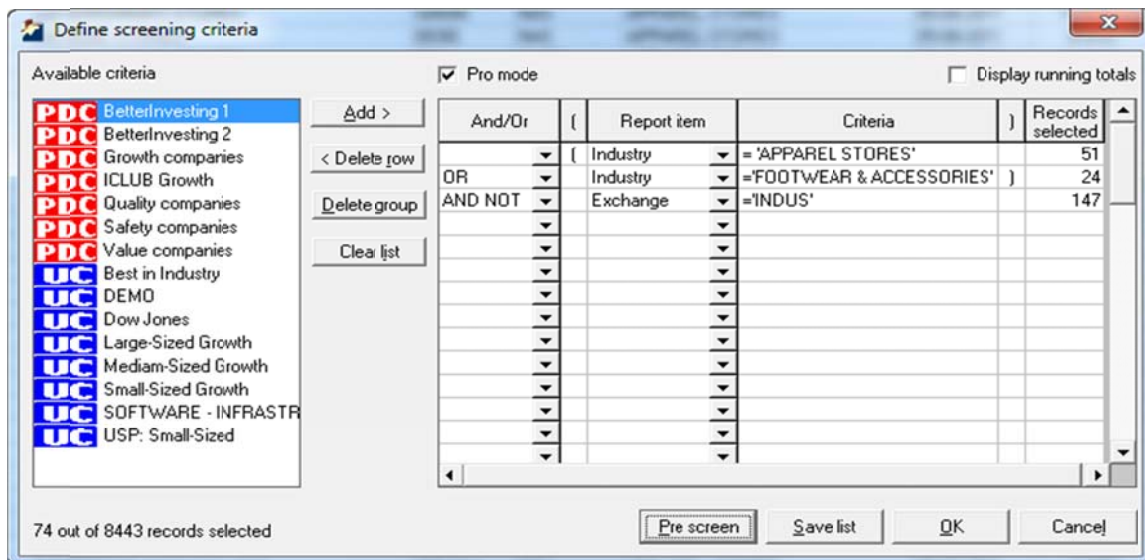 Define screening criteria
Available criteria
Pro mode
Display running totals
PDC BetterInvesting 1
PDC BetterInvesting 2
PDC Growth companies
PDC ICLUB Growth
PDC Quality companies
PDC Safety companies
PDC Value companies
UC Best in Industry
UC DEMO
UC Dow Jones
UC Large-Sized Growth
UC Mediam-Sized Growth
UC Small-Sized Growth
UC SOFTWARE - INFRASTR
UC USP: Small-Sized
Add >
< Delete row
Delete group
Clear list
And/Or ( Report item Criteria ) Records selected
( Industry = 'APPAREL STORES' 51
OR Industry ='FOOTWEAR & ACCESSORIES' ) 24
AND NOT Exchange ='INDUS' 147
74 out of 8443 records selected
Pre screen
Save list
OK
Cancel